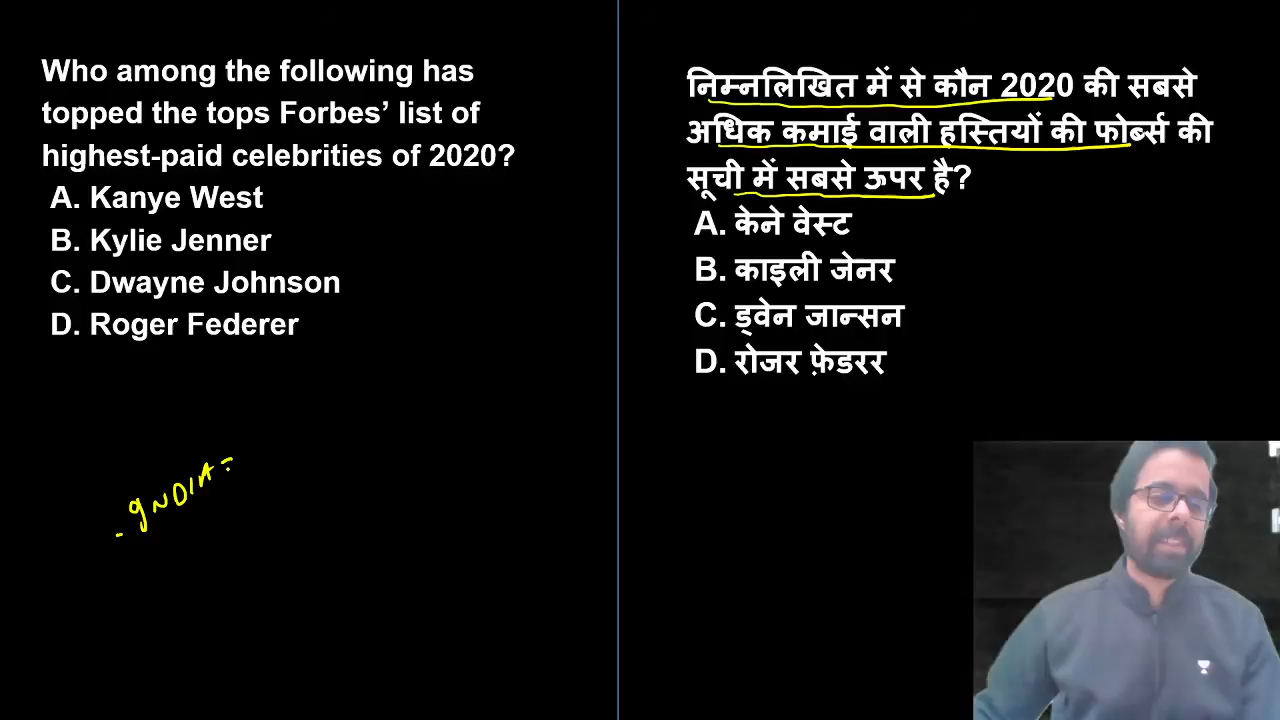 Who among the following has
topped the tops Forbes’ list of
highest-paid celebrities of 2020?
A. Kanye West
B. Kylie Jenner
C. Dwayne Johnson
D. Roger Federer
निम्नलिखित में से कौन 2020 की सबसे
अधिक कमाई वाली हस्तियों की फोर्ब्स की
सूची में सबसे ऊपर है?
A. केने वेस्ट
B. काइली जेनर
C. ड्वेन जान्सन
D. रोजर फ़ेडरर
INDIA